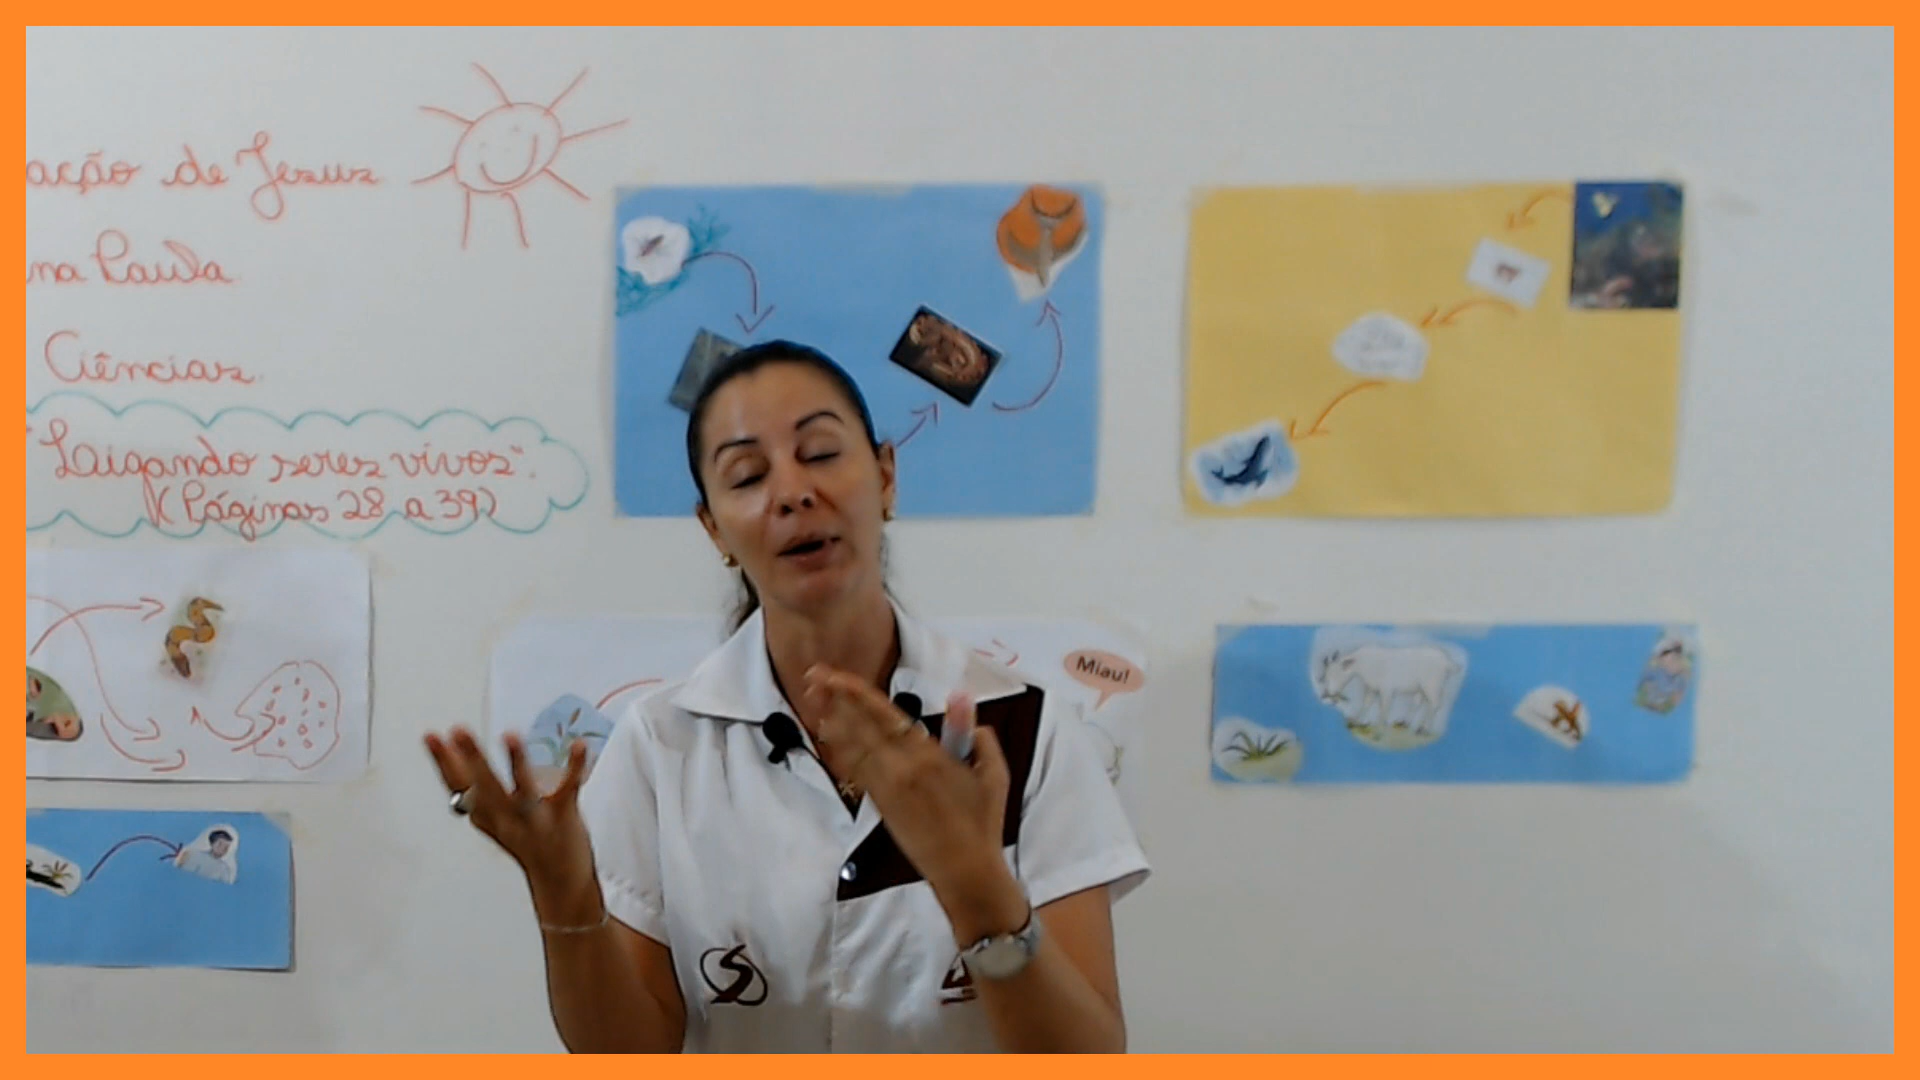 ação de Jesus
na Paula
Ciências
"Ligando seres vivos".
(Páginas 28 a 39)
Miau!